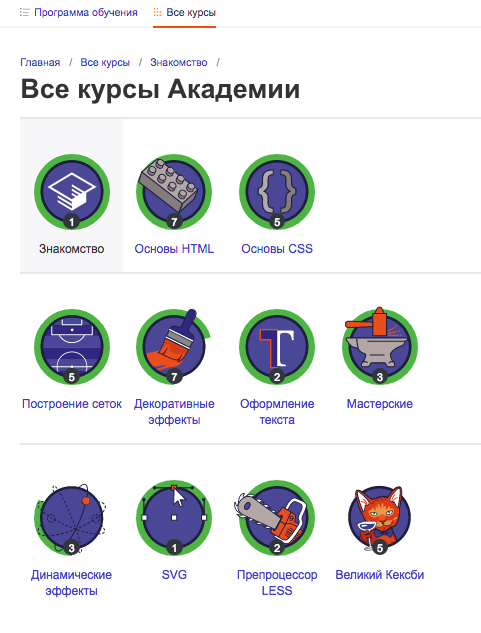 Программа обучения Все курсы
Главная / Все курсы / Знакомство /
Все курсы Академии
1 7 5
Знакомство Основы HTML Основы CSS
5 7 2 3
Построение сеток Декоративные эффекты Оформление текста Мастерские
3 1 2 5
Динамические эффекты SVG Препроцессор LESS Великий Кексби